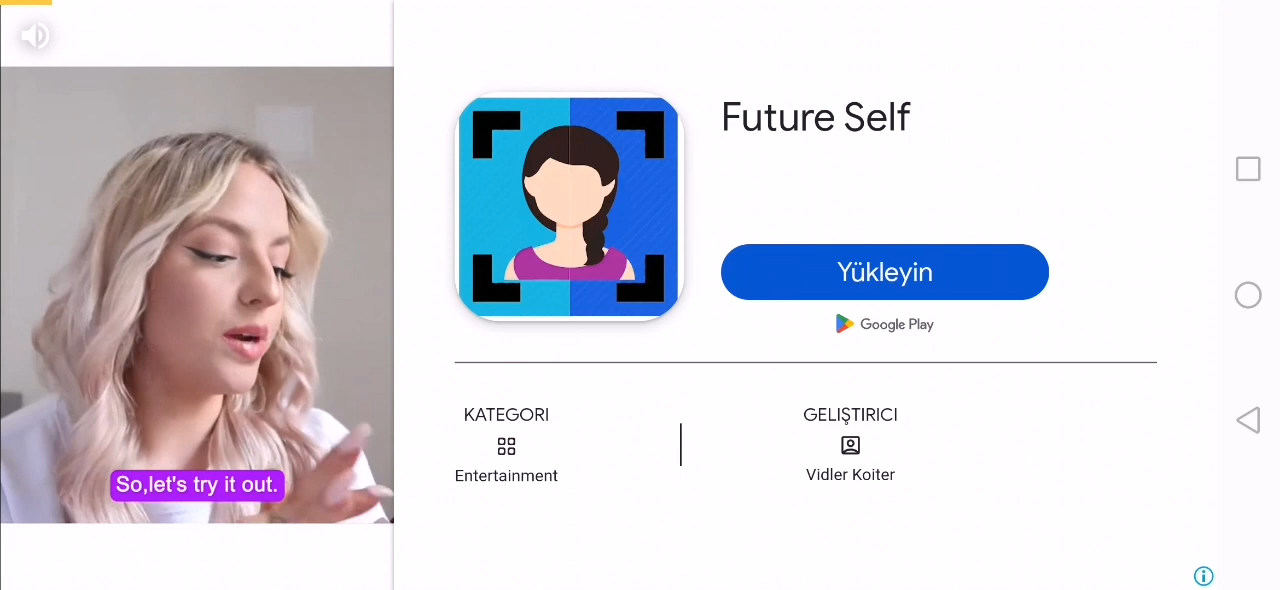 So,let's try it out.
Future Self
Yükleyin
Google Play
KATEGORI
Entertainment
GELIŞTIRICI
Vidler Koiter